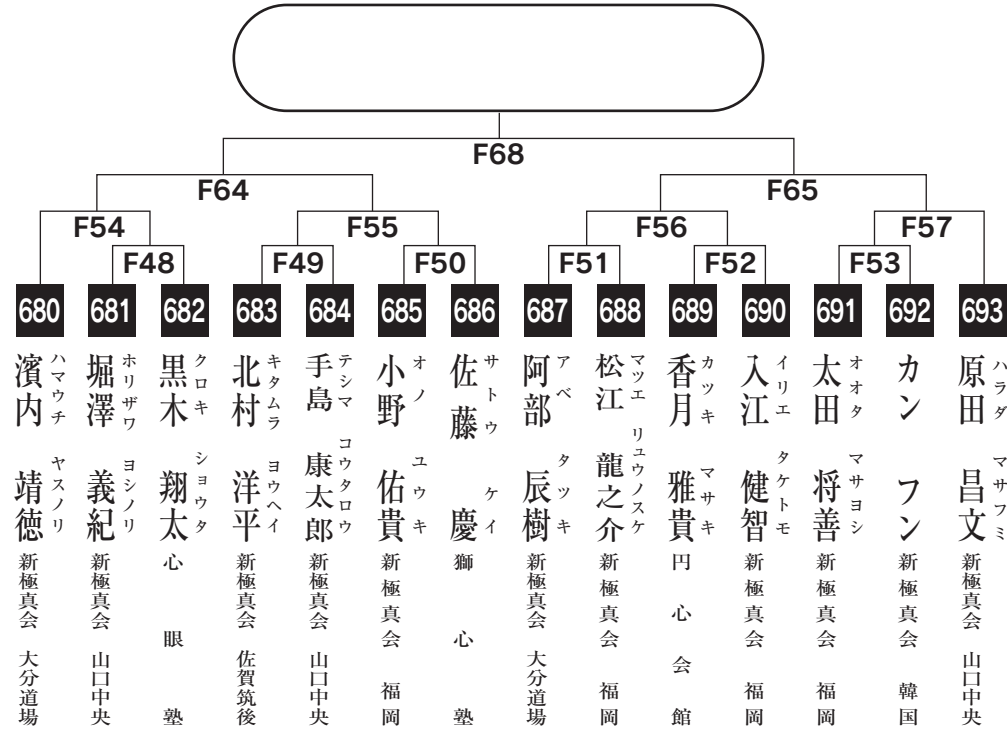 F68
F64
F65
F54
F55
F56
F57
F48
F49
F50
F51
F52
F53
680
681
682
683
684
685
686
687
688
689
690
691
692
693
濱内 靖徳
ハマウチ ヤスノリ
新極真会 大分道場
堀澤 義紀
ホリザワ ヨシノリ
新極真会 山口中央
黒木 翔太
クロキ ショウタ
心眼塾
北村 洋平
キタムラ ヨウヘイ
新極真会 佐賀筑後
手島 康太郎
テシマ コウタロウ
新極真会 山口中央
小野 佑貴
オノ ユウキ
新極真会 福岡
佐藤 慶
サトウ ケイ
獅心塾
阿部 辰樹
アベ タツキ
新極真会 大分道場
松江 龍之介
マツエ リュウノスケ
新極真会 福岡
香月 雅貴
カツキ マサキ
円心会館
入江 健智
イリエ タケトモ
新極真会 福岡
太田 将善
オオタ マサヨシ
新極真会 福岡
カン フン
新極真会 韓国
原田 昌文
ハラダ マサフミ
新極真会 山口中央